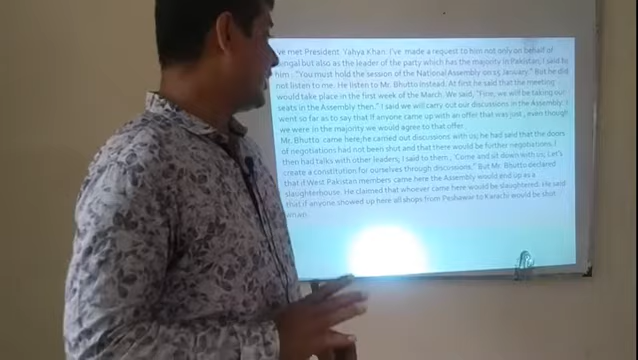 ve met President Yahya Khan. I've made a request to him not only on behalf of
engal but also as the leader of the party which has the majority in Pakistan. I said to
him : "You must hold the session of the National Assembly on 15 January." But he did
not listen to me. He listen to Mr. Bhutto Instead. At first he said that the meeting
would take place in the first week of the March. We said, "Fine, we will be taking our
seats in the Assembly then." I said we will carry out our discussions in the Assembly. I
went so far as to say that if anyone came up with an offer that was just , even though
we were in the majority we would agree to that offer.
Mr. Bhutto came here; he carried out discussions with us; he had said that the doors
of negotiations had not been shut and that there would be further negotiations. I
then had talks with other leaders; I said to them, 'Come and sit down with us; Let's
create a constitution of ourselves through discussions." But Mr. Bhutto declared
that if West Pakistan members came here the Assembly would end up as a
slaughterhouse. He claimed that whoever came here would be slaughtered. He said
that if anyone showed up here all shops from Peshawar to Karachi would be shut